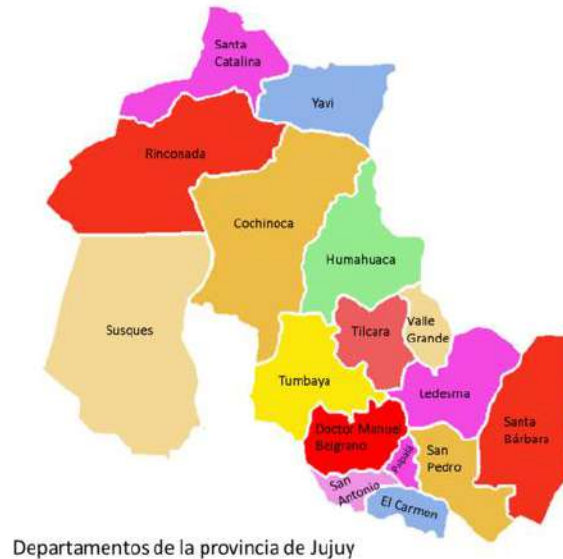 Santa
Catalina
Yavi
Rinconada
Cochinoca
Humahuaca
Susques
Tilcara
Valle
Grande
Tumbaya
Ledesma
Santa
Bárbara
Doctor Manuel
Belgrano
San
Pedro
Palpalá
San
Antonio
El Carmen
Departamentos de la provincia de Jujuy